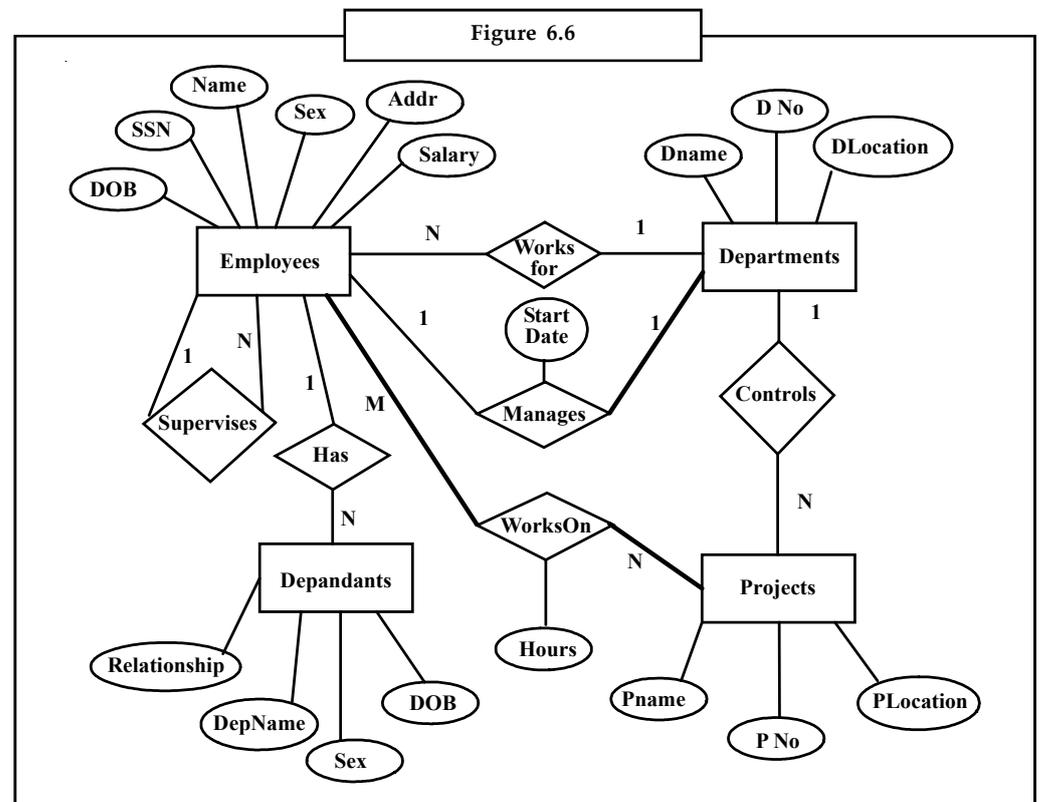 Figure 6.6
Name
Sex
Addr
SSN
Salary
DOB
D No
Dname
DLocation
Employees
N
Works
for
1
Departments
1
N
1
M
1
Start
Date
1
1
Supervises
Has
Manages
Controls
N
WorksOn
N
N
Depandants
Projects
Relationship
DepName
Sex
DOB
Hours
Pname
P No
PLocation